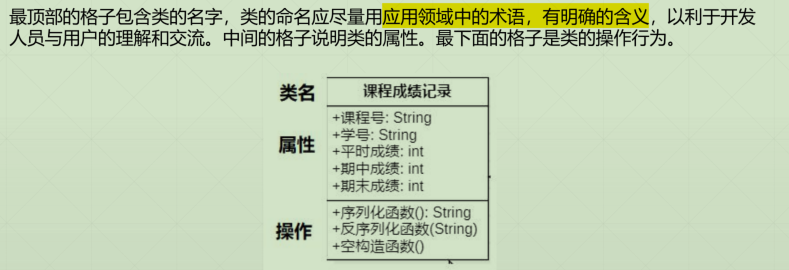 最顶部的格子包含类的名字，类的命名应尽量用应用领域中的术语，有明确的含义，以利于开发
人员与用户的理解和交流。中间的格子说明类的属性。最下面的格子是类的操作行为。
类名
课程成绩记录
属性
+课程号: String
+学号: String
+平时成绩: int
+期中成绩: int
+期末成绩: int
操作
+序列化函数(): String
+反序列化函数(String)
+空构造函数()